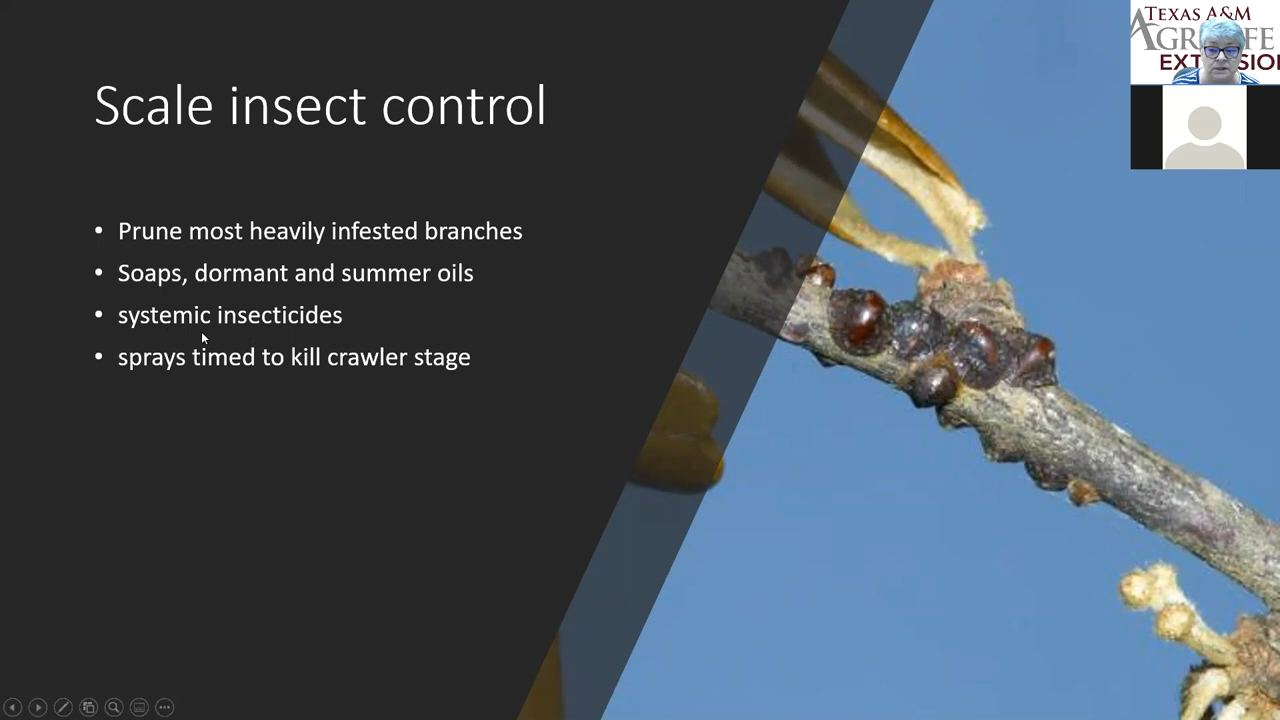 Scale insect control
• Prune most heavily infested branches
• Soaps, dormant and summer oils
• systemic insecticides
• sprays timed to kill crawler stage
TEXAS A&M